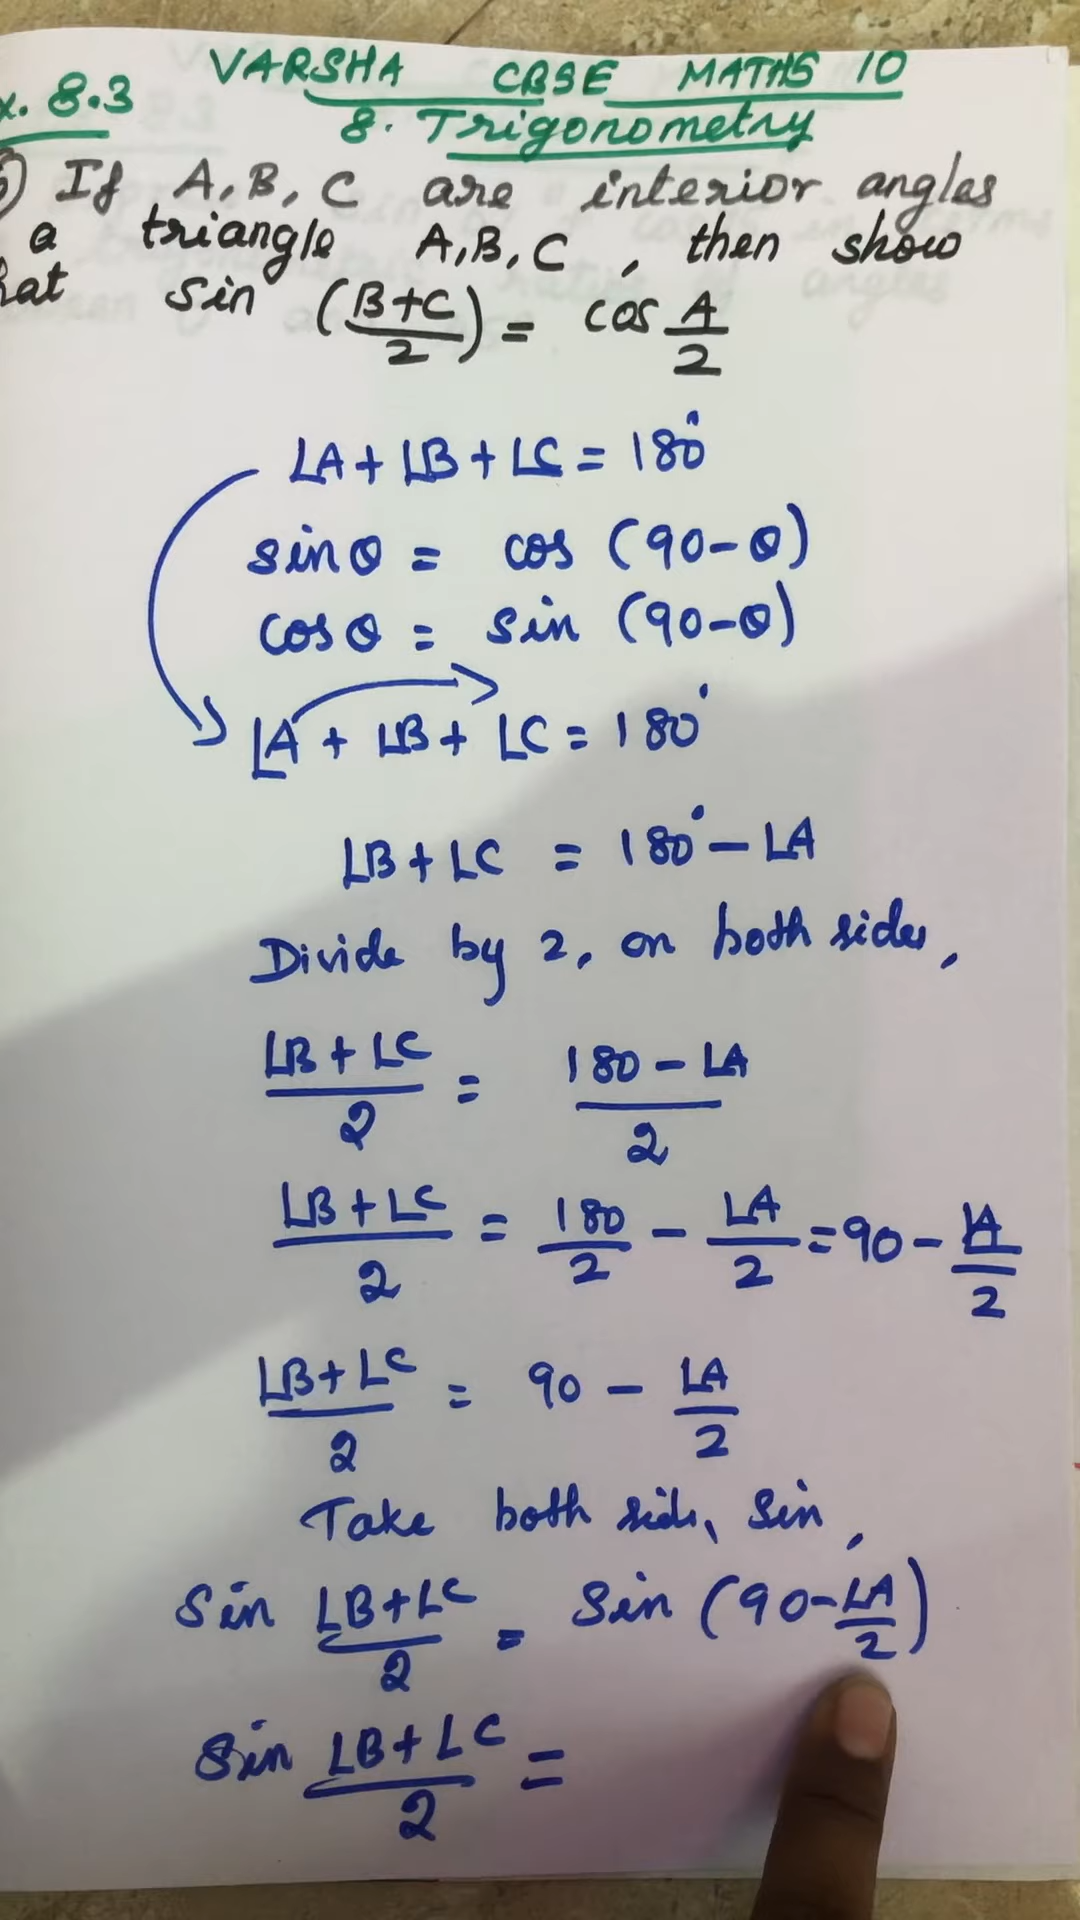 x. 8.3 VARSHA CBSE MATHS 10
8. Trigonometry
) If A, B, C are interior angles
a triangle A, B, C , then show
hat sin (B+C/2) = cos A/2
∠A + ∠B + ∠C = 180°
sin θ = cos (90-θ)
cos θ = sin (90-θ)
∠A + ∠B + ∠C = 180°
∠B + ∠C = 180° - ∠A
Divide by 2, on both sides,
∠B + ∠C / 2 = 180 - ∠A / 2
∠B + ∠C / 2 = 180/2 - ∠A/2 = 90 - ∠A/2
∠B + ∠C / 2 = 90 - ∠A/2
Take both side, Sin,
Sin ∠B+∠C / 2 = Sin (90-∠A/2)
Sin ∠B+∠C / 2 =